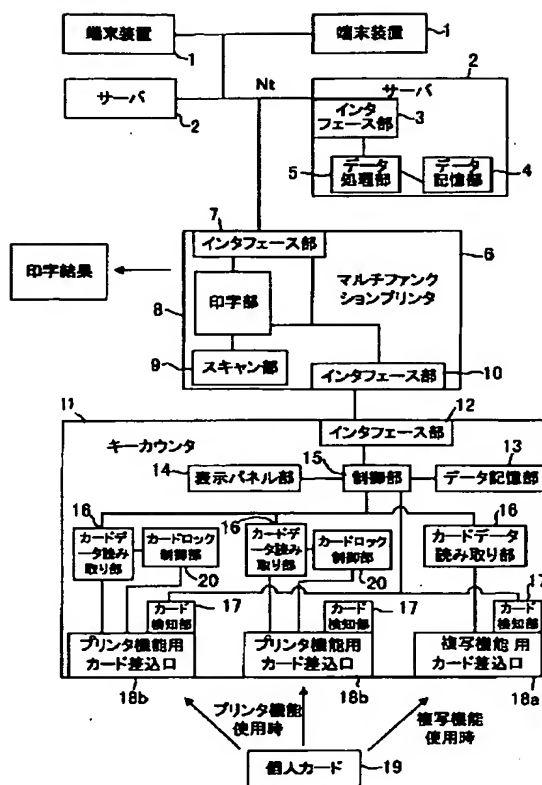 端末装置
1
端末装置
1
サーバ
2
Nt
2
サーバ
インタ
フェース部
3
5
データ
処理部
データ
記憶部
4
7
インタフェース部
6
印字結果
8
印字部
マルチファンク
ションプリンタ
9
スキャン部
インタフェース部
10
11
キーカウンタ
インタフェース部
12
14
表示パネル部
15
制御部
データ記憶部
13
16
カードデ
ータ読み
取り部
カードロック
制御部
20
16
カードデ
ータ読み
取り部
カードロック
制御部
20
16
カードデータ
読み取り部
カード
検知部
17
カード
検知部
17
カード
検知部
17
プリンタ機能用
カード差込口
18b
プリンタ機能用
カード差込口
18b
複写機能用
カード差込口
18a
プリンタ機能
使用時
複写機能
使用時
個人カード
19